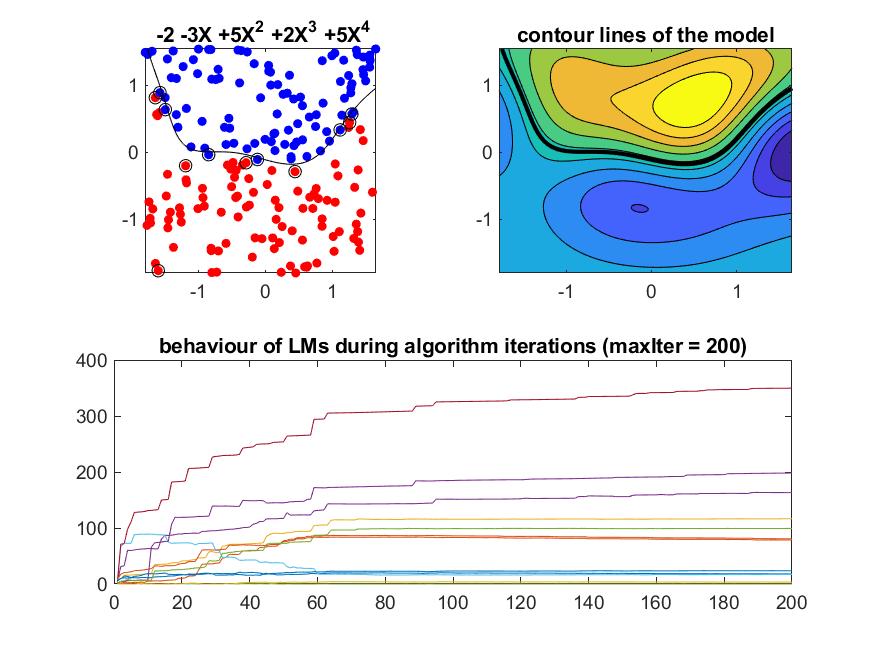 -2 -3X +5X² +2X³ +5X⁴
1
0
-1
-1 0 1
contour lines of the model
1
0
-1
-1 0 1
behaviour of LMs during algorithm iterations (maxIter = 200)
400
300
200
100
0
0 20 40 60 80 100 120 140 160 180 200